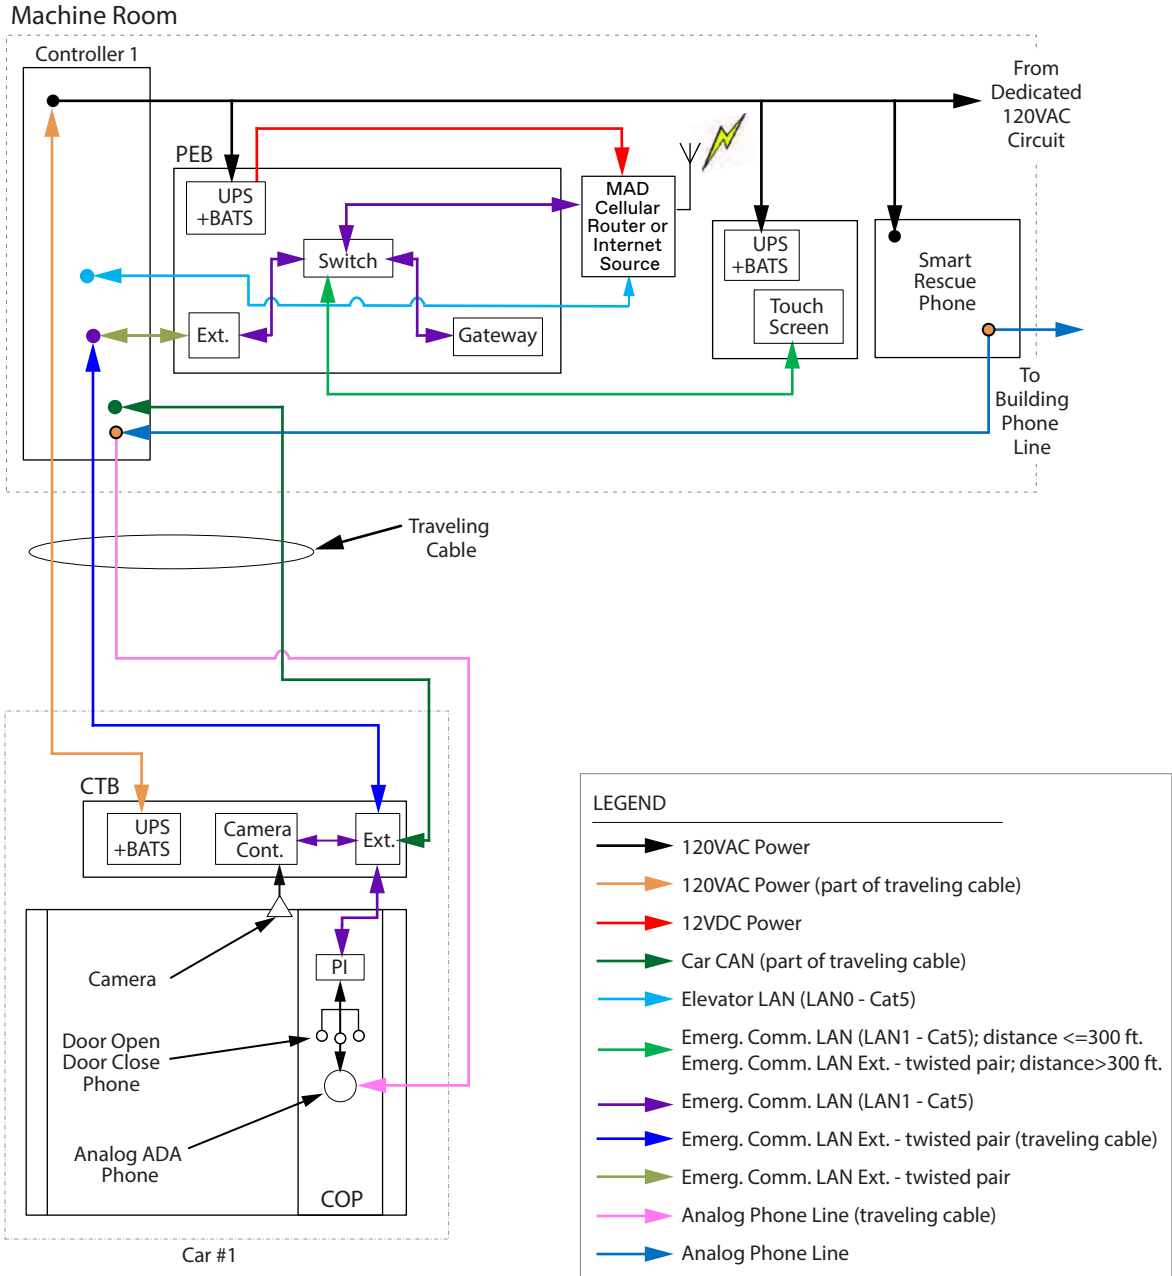 Machine Room
Controller 1
From
Dedicated
120VAC
Circuit
PEB
UPS
+BATS
MAD
Cellular
Router or
Internet
Source
Switch
Ext.
Gateway
UPS
+BATS
Touch
Screen
Smart
Rescue
Phone
To
Building
Phone
Line
Traveling
Cable
CTB
UPS
+BATS
Camera
Cont.
Ext.
Camera
PI
Door Open
Door Close
Phone
Analog ADA
Phone
COP
Car #1
LEGEND
120VAC Power
120VAC Power (part of traveling cable)
12VDC Power
Car CAN (part of traveling cable)
Elevator LAN (LAN0 - Cat5)
Emerg. Comm. LAN (LAN1 - Cat5); distance <=300 ft.
Emerg. Comm. LAN Ext. - twisted pair; distance>300 ft.
Emerg. Comm. LAN (LAN1 - Cat5)
Emerg. Comm. LAN Ext. - twisted pair (traveling cable)
Emerg. Comm. LAN Ext. - twisted pair
Analog Phone Line (traveling cable)
Analog Phone Line